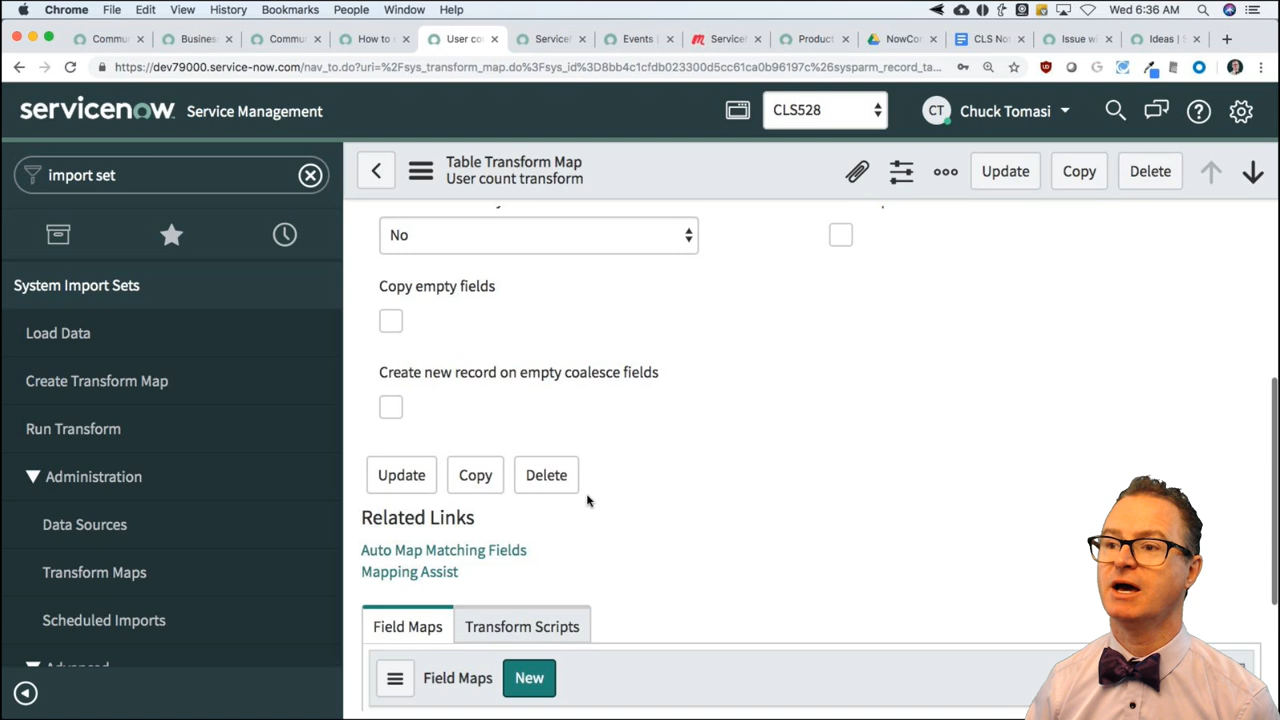 Chrome File Edit View History Bookmarks People Window Help Wed 6:36 AM
Commu Busines Commu How to User co Service Events | Service Produc NowCor CLS Not Issue wi Ideas | S
https://dev79000.service-now.com/nav_to.do?uri=%2Fsys_transform_map.do%3Fsys_id%3D8bb4c1cfdb023300d5cc61ca0b96197c%26sysparm_record_ta...
servicenow Service Management CLS528 CT Chuck Tomasi
import set
Table Transform Map
User count transform
Update Copy Delete
No
System Import Sets
Copy empty fields
Load Data
Create new record on empty coalesce fields
Create Transform Map
Run Transform
Administration
Update Copy Delete
Data Sources
Related Links
Auto Map Matching Fields
Transform Maps
Mapping Assist
Scheduled Imports
Field Maps Transform Scripts
Field Maps New